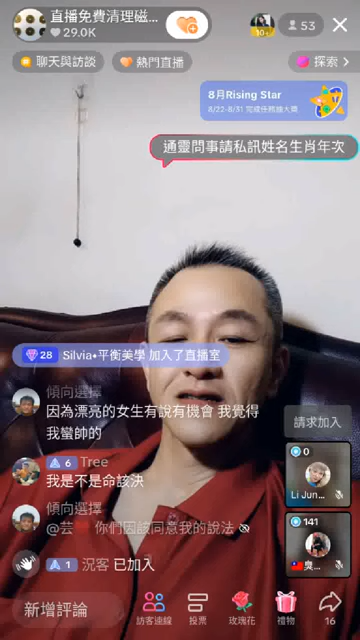 直播免費清理磁...
29.0K
10+
53
聊天與訪談
熱門直播
探索
8月Rising Star
8/22-8/31 完成任務搶大獎
通靈問事請私訊姓名生肖年次
28 Silvia•平衡美學 加入了直播室
傾向選擇
因為漂亮的女生有說有機會 我覺得
我蠻帥的
請求加入
6 Tree
我是不是命該決
0
Li Jun...
傾向選擇
@芸 你們因該同意我的說法
141
1 況客 已加入
新增評論
訪客連線
投票
玫瑰花
禮物
16